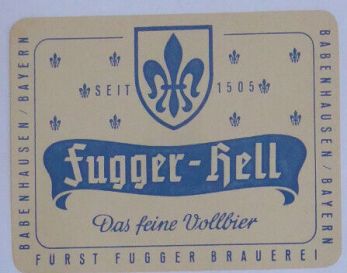 SEIT 1505
Fugger-Hell
Das feine Vollbier
FÜRST FUGGER BRAUEREI
BABENHAUSEN/BAYERN
BABENHAUSEN/BAYERN